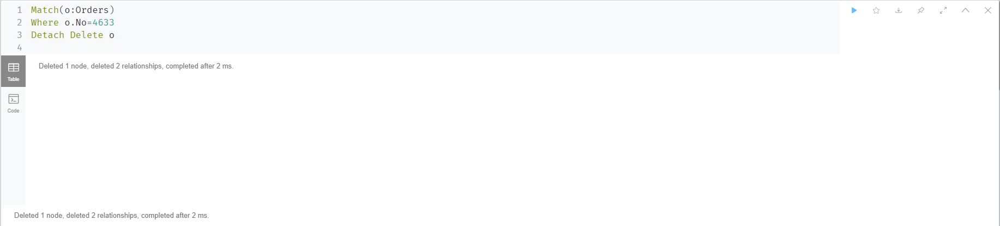 1 Match(o:Orders)
2 Where o.No=4633
3 Detach Delete o
4
Deleted 1 node, deleted 2 relationships, completed after 2 ms.
Table
Code
Deleted 1 node, deleted 2 relationships, completed after 2 ms.